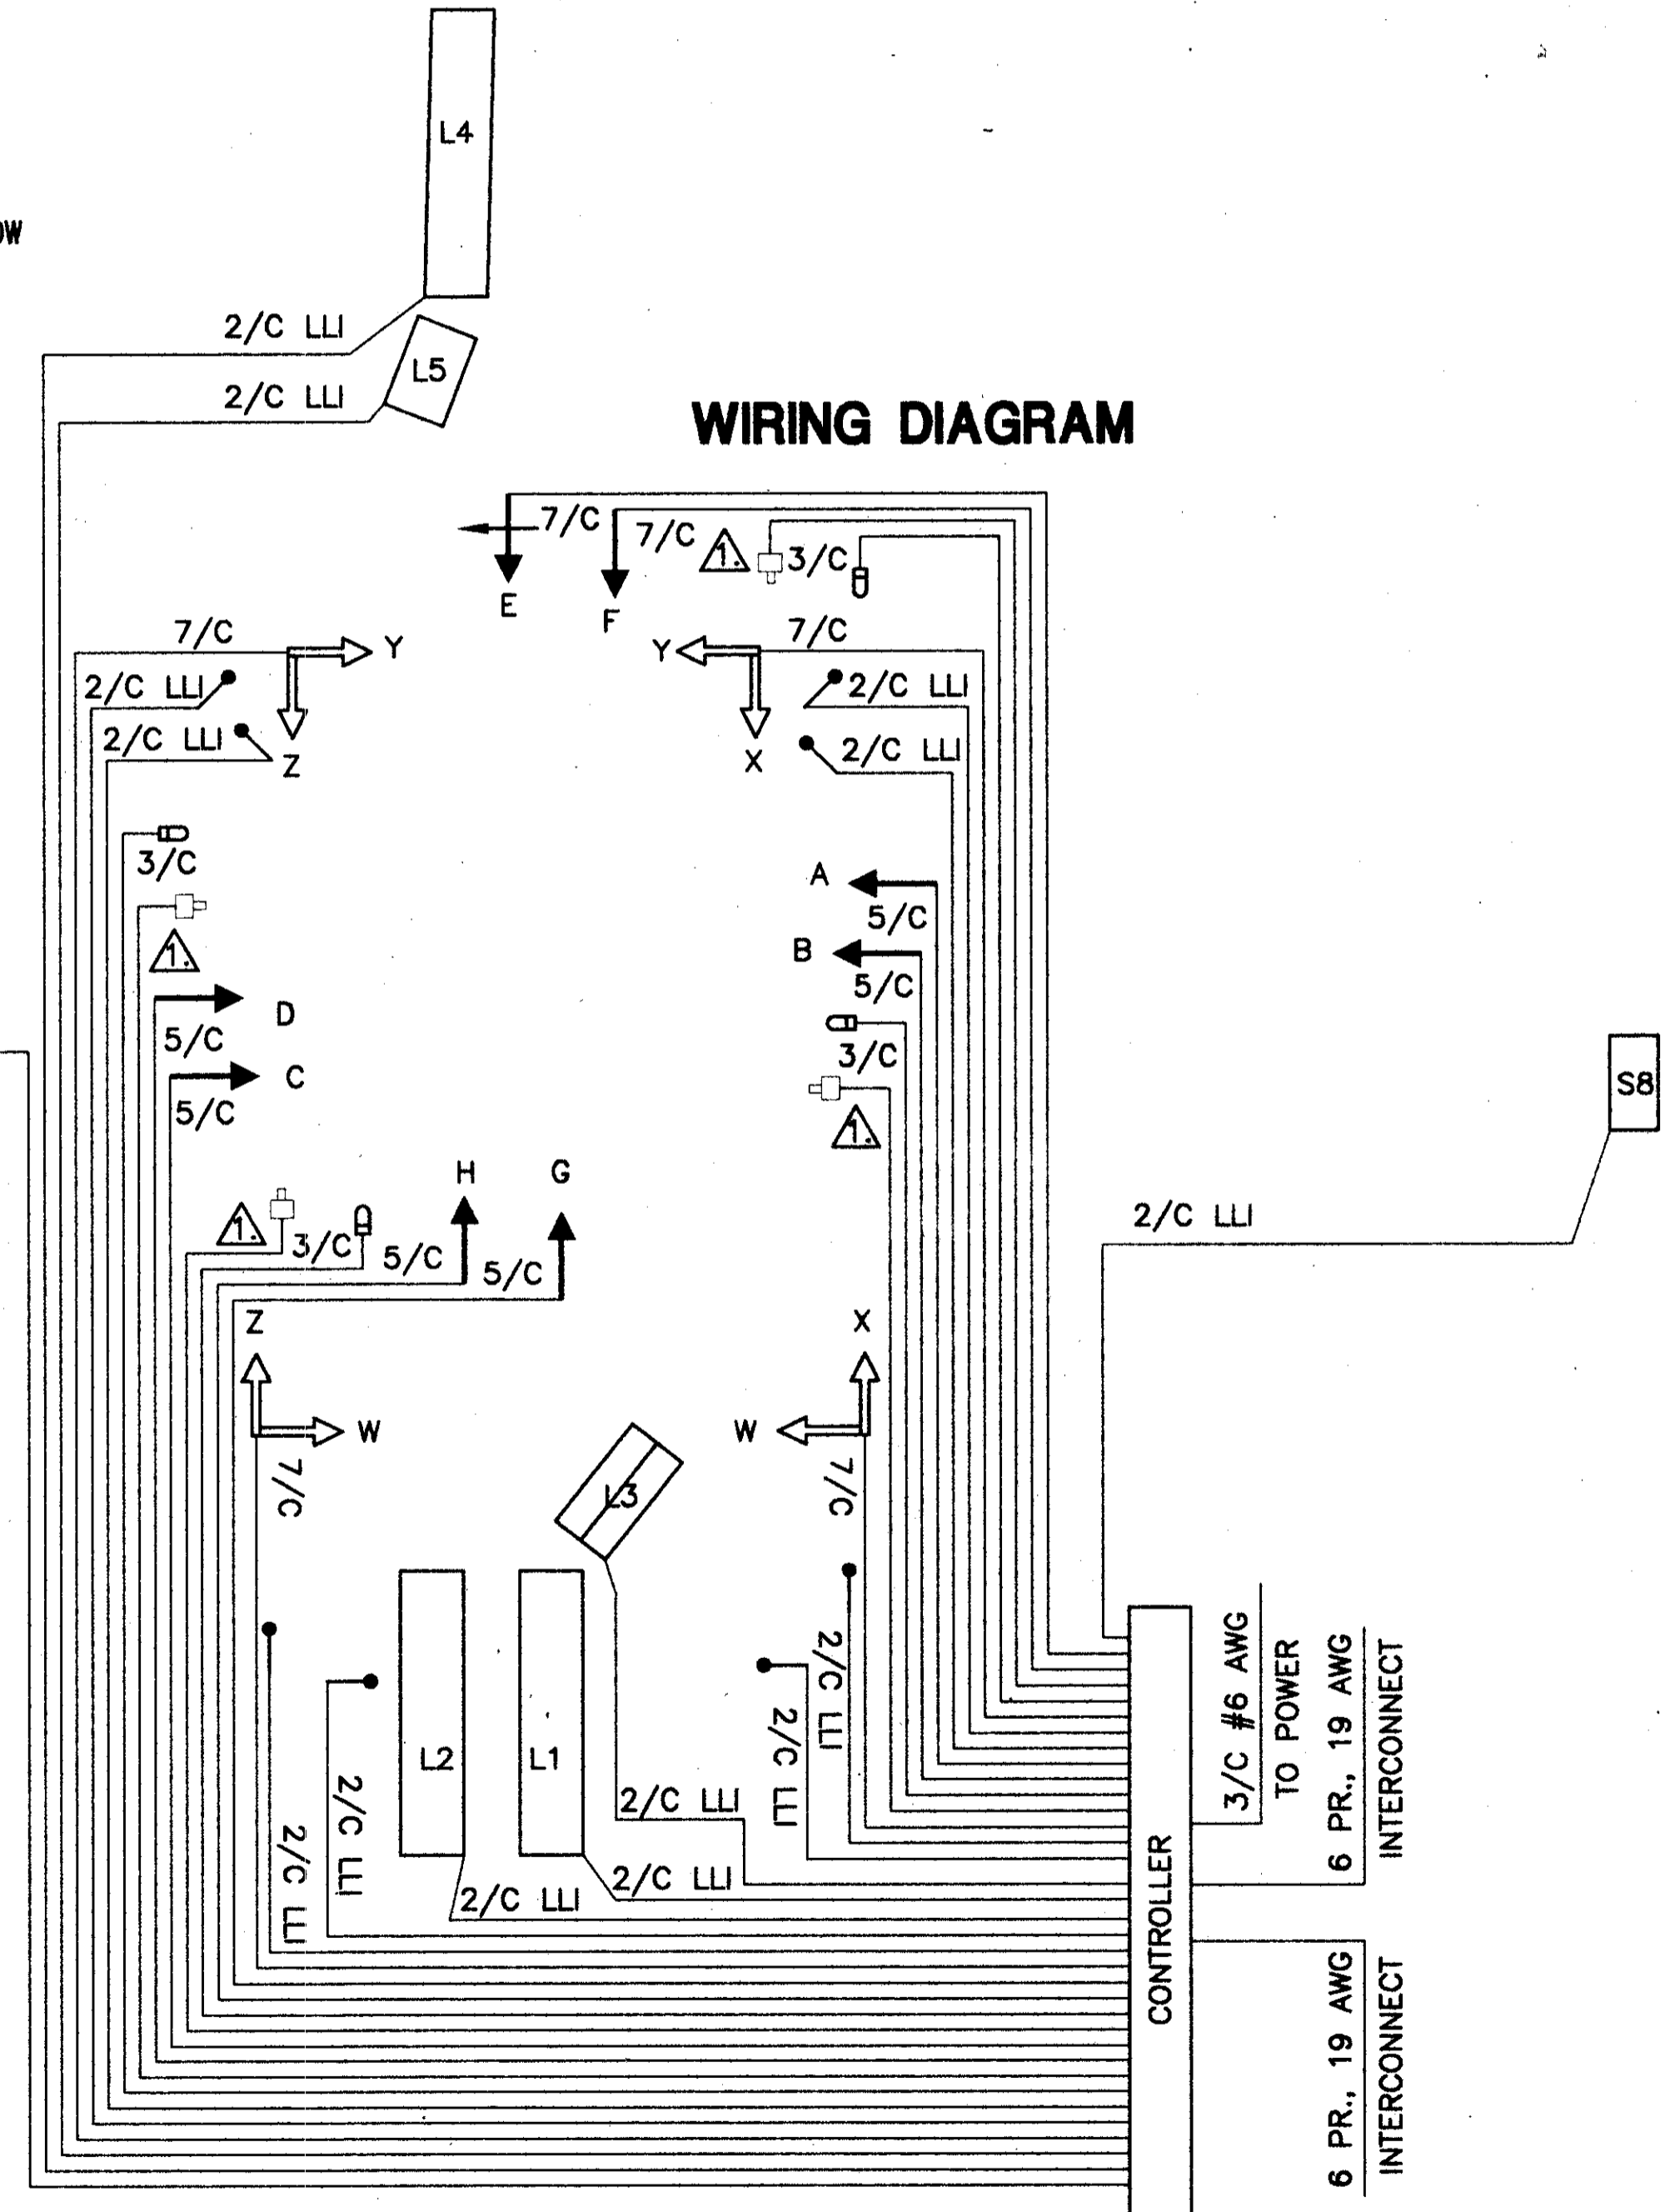 L4
OW
2/C LLI
L5
2/C LLI
WIRING DIAGRAM
7/C
7/C
1.
3/C
E
F
7/C
Y
Y
7/C
2/C LLI
2/C LLI
2/C LLI
Z
X
2/C LLI
3/C
A
5/C
1.
B
5/C
D
5/C
3/C
C
S8
5/C
1.
H
G
1.
3/C
5/C
5/C
2/C LLI
Z
X
W
W
7/C
7/C
L3
2/C LLI
2/C LLI
L2
L1
2/C LLI
2/C LLI
2/C LLI
2/C LLI
2/C LLI
CONTROLLER
3/C #6 AWG
TO POWER
6 PR., 19 AWG
INTERCONNECT
6 PR., 19 AWG
INTERCONNECT